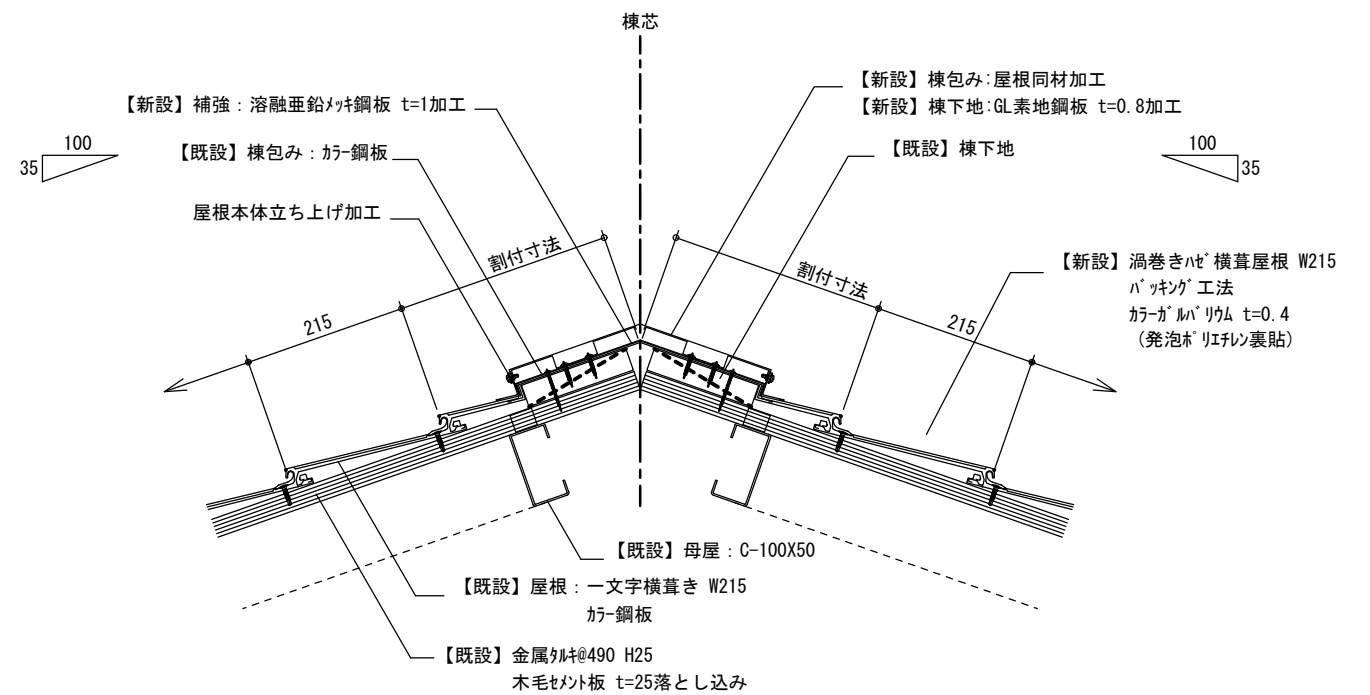 棟芯
【新設】棟包み:屋根同材加工
【新設】補強：溶融亜鉛ﾒｯｷ鋼板 t=1加工
【新設】棟下地:GL素地鋼板 t=0.8加工
100
35
【既設】棟包み：ｶﾗｰ鋼板
【既設】棟下地
100
35
屋根本体立ち上げ加工
割付寸法
割付寸法
【新設】渦巻きﾊｾﾞ横葺屋根 W215
ﾊﾞｯｷﾝｸﾞ工法
ｶﾗｰｶﾞﾙﾊﾞﾘｳﾑ t=0.4
（発泡ﾎﾟﾘｴﾁﾚﾝ裏貼）
215
215
【既設】母屋：C-100X50
【既設】屋根：一文字横葺き W215
ｶﾗｰ鋼板
【既設】金属ﾀﾙｷ@490 H25
木毛ｾﾒﾝﾄ板 t=25落とし込み